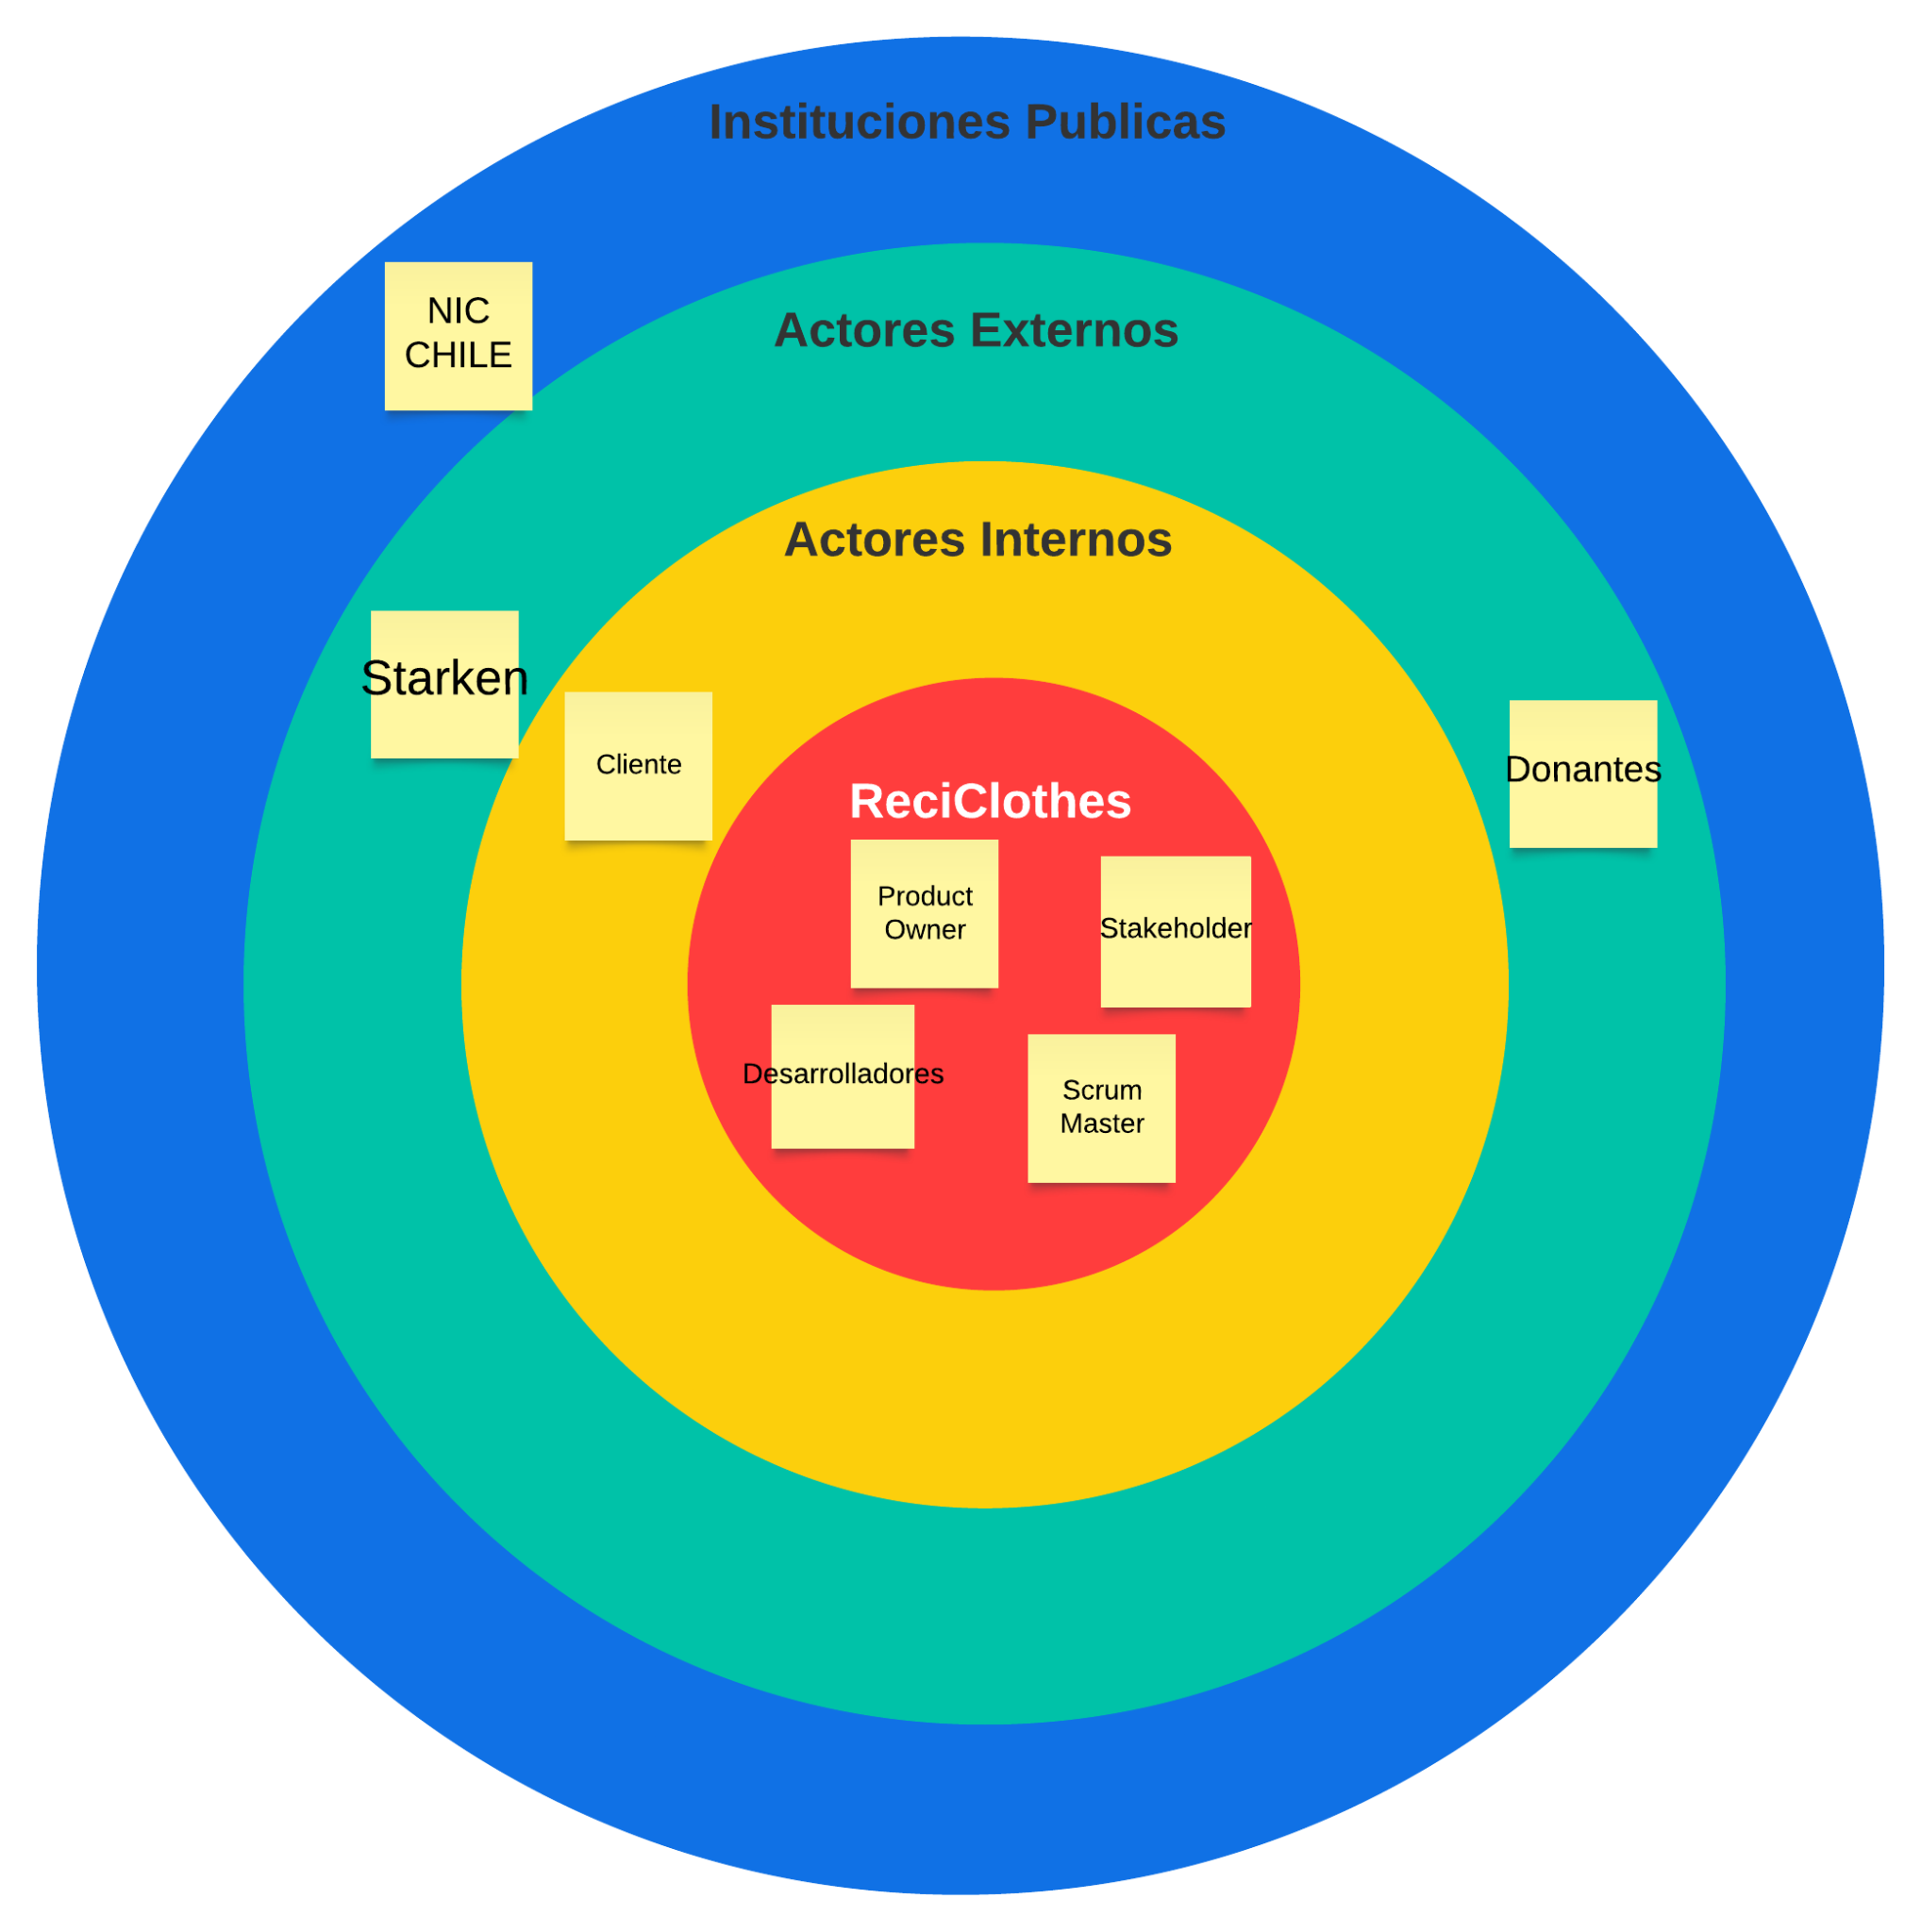 Instituciones Publicas
NIC
CHILE
Actores Externos
Actores Internos
Starken
Cliente
Donantes
ReciClothes
Product
Owner
Stakeholder
Desarrolladores
Scrum
Master